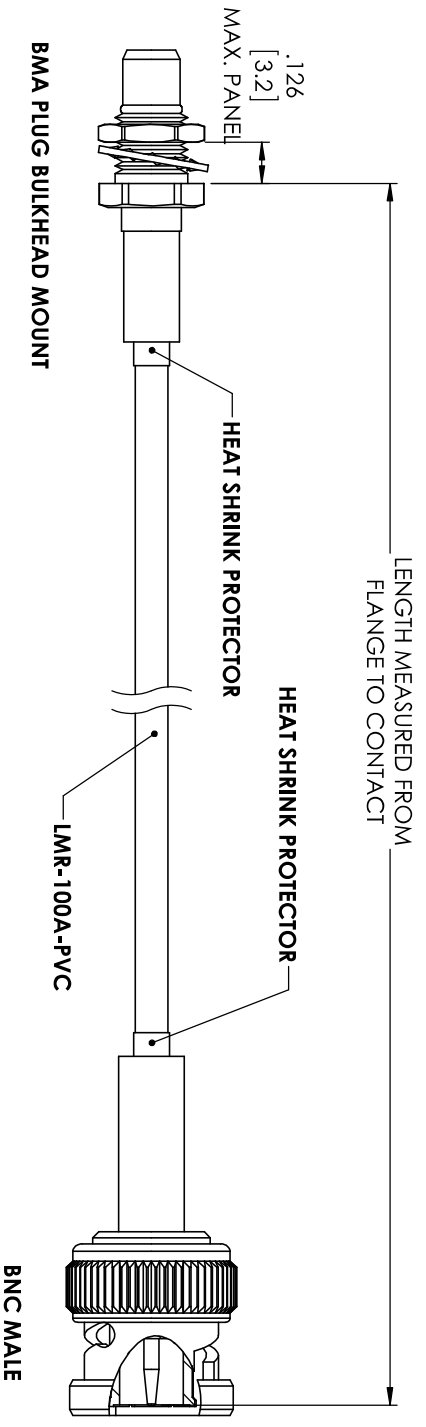 .126
[3.2]
MAX. PANEL
LENGTH MEASURED FROM
FLANGE TO CONTACT
HEAT SHRINK PROTECTOR
HEAT SHRINK PROTECTOR
LMR-100A-PVC
BMA PLUG BULKHEAD MOUNT
BNC MALE